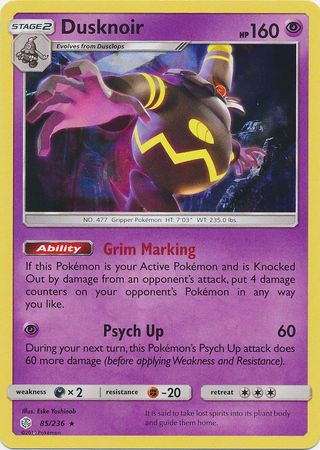 STAGE2 Dusknoir HP 160
Evolves from Dusclops
NO. 477 Gripper Pokémon HT: 7'03" WT: 235.0 lbs.
Ability Grim Marking
If this Pokémon is your Active Pokémon and is Knocked
Out by damage from an opponent's attack, put 4 damage
counters on your opponent's Pokémon in any way
you like.
Psych Up 60
During your next turn, this Pokémon's Psych Up attack does
60 more damage (before applying Weakness and Resistance).
weakness × 2 resistance -20 retreat
Illus. Eske Yoshinob
85/236
©2019 Pokémon
It is said to take lost spirits into its pliant body
and guide them home.